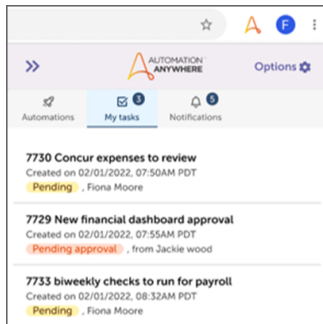 F
AUTOMATION
ANYWHERE
Options
3
5
Automations
My tasks
Notifications
7730 Concur expenses to review
Created on 02/01/2022, 07:50AM PDT
Pending , Fiona Moore
7729 New financial dashboard approval
Created on 02/01/2022, 07:55AM PDT
Pending approval , from Jackie wood
7733 biweekly checks to run for payroll
Created on 02/01/2022, 08:32AM PDT
Pending , Fiona Moore